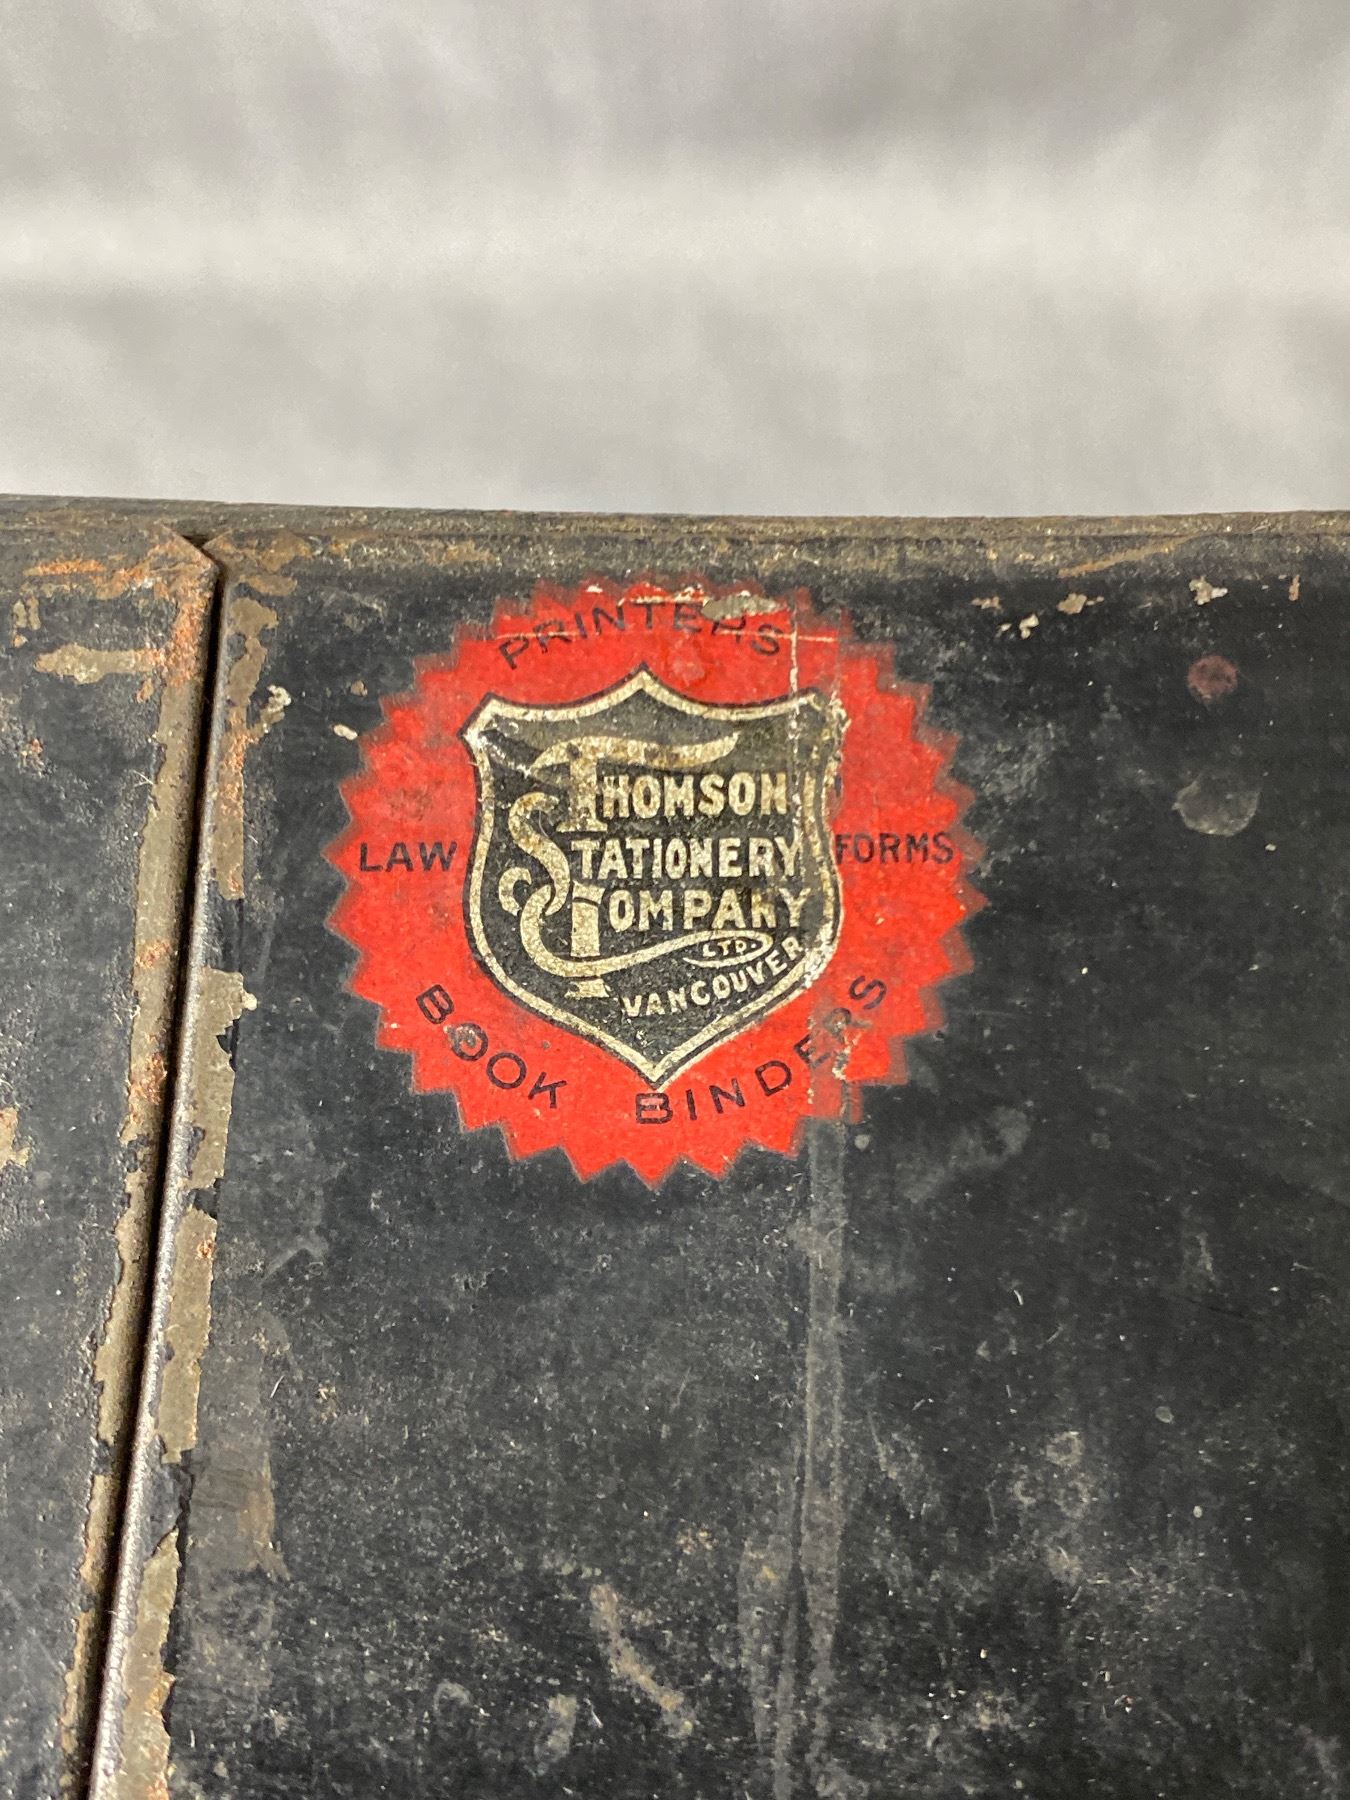 PRINTERS
LAW FORMS
THOMSON
STATIONERY
COMPANY
LTD.
VANCOUVER
BOOK BINDERS